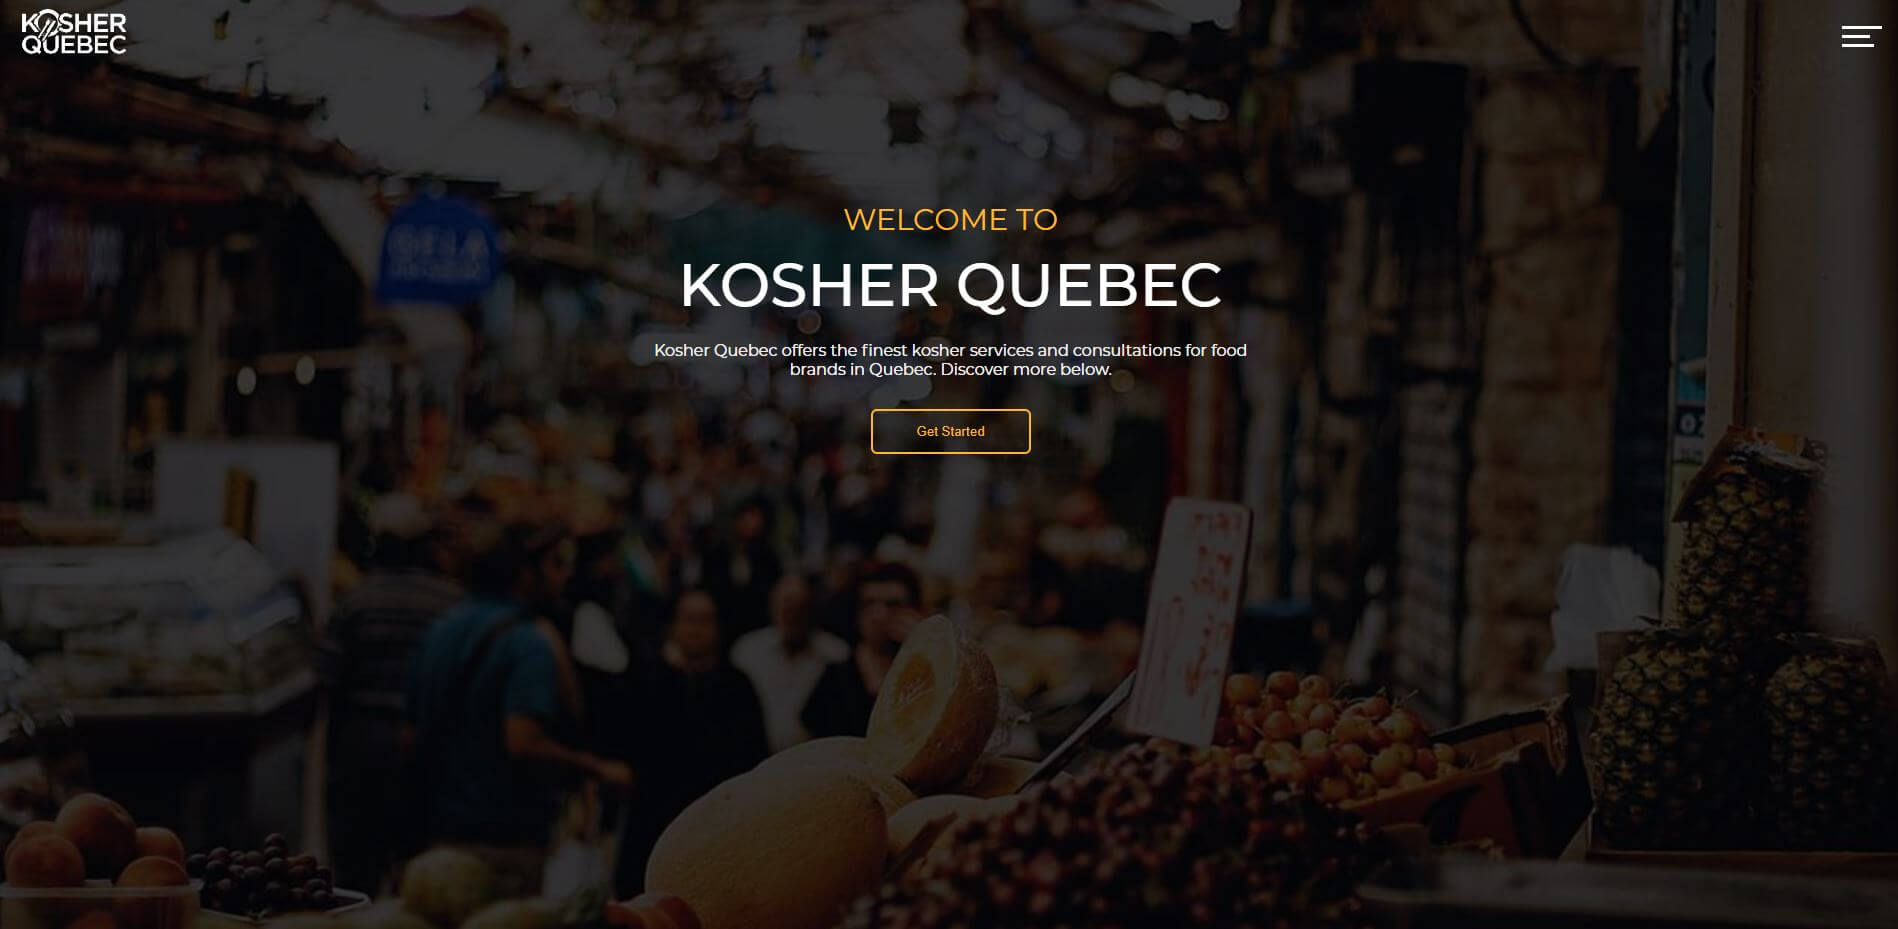 KOSHER
QUEBEC
WELCOME TO
KOSHER QUEBEC
Kosher Quebec offers the finest kosher services and consultations for food
brands in Quebec. Discover more below.
Get Started